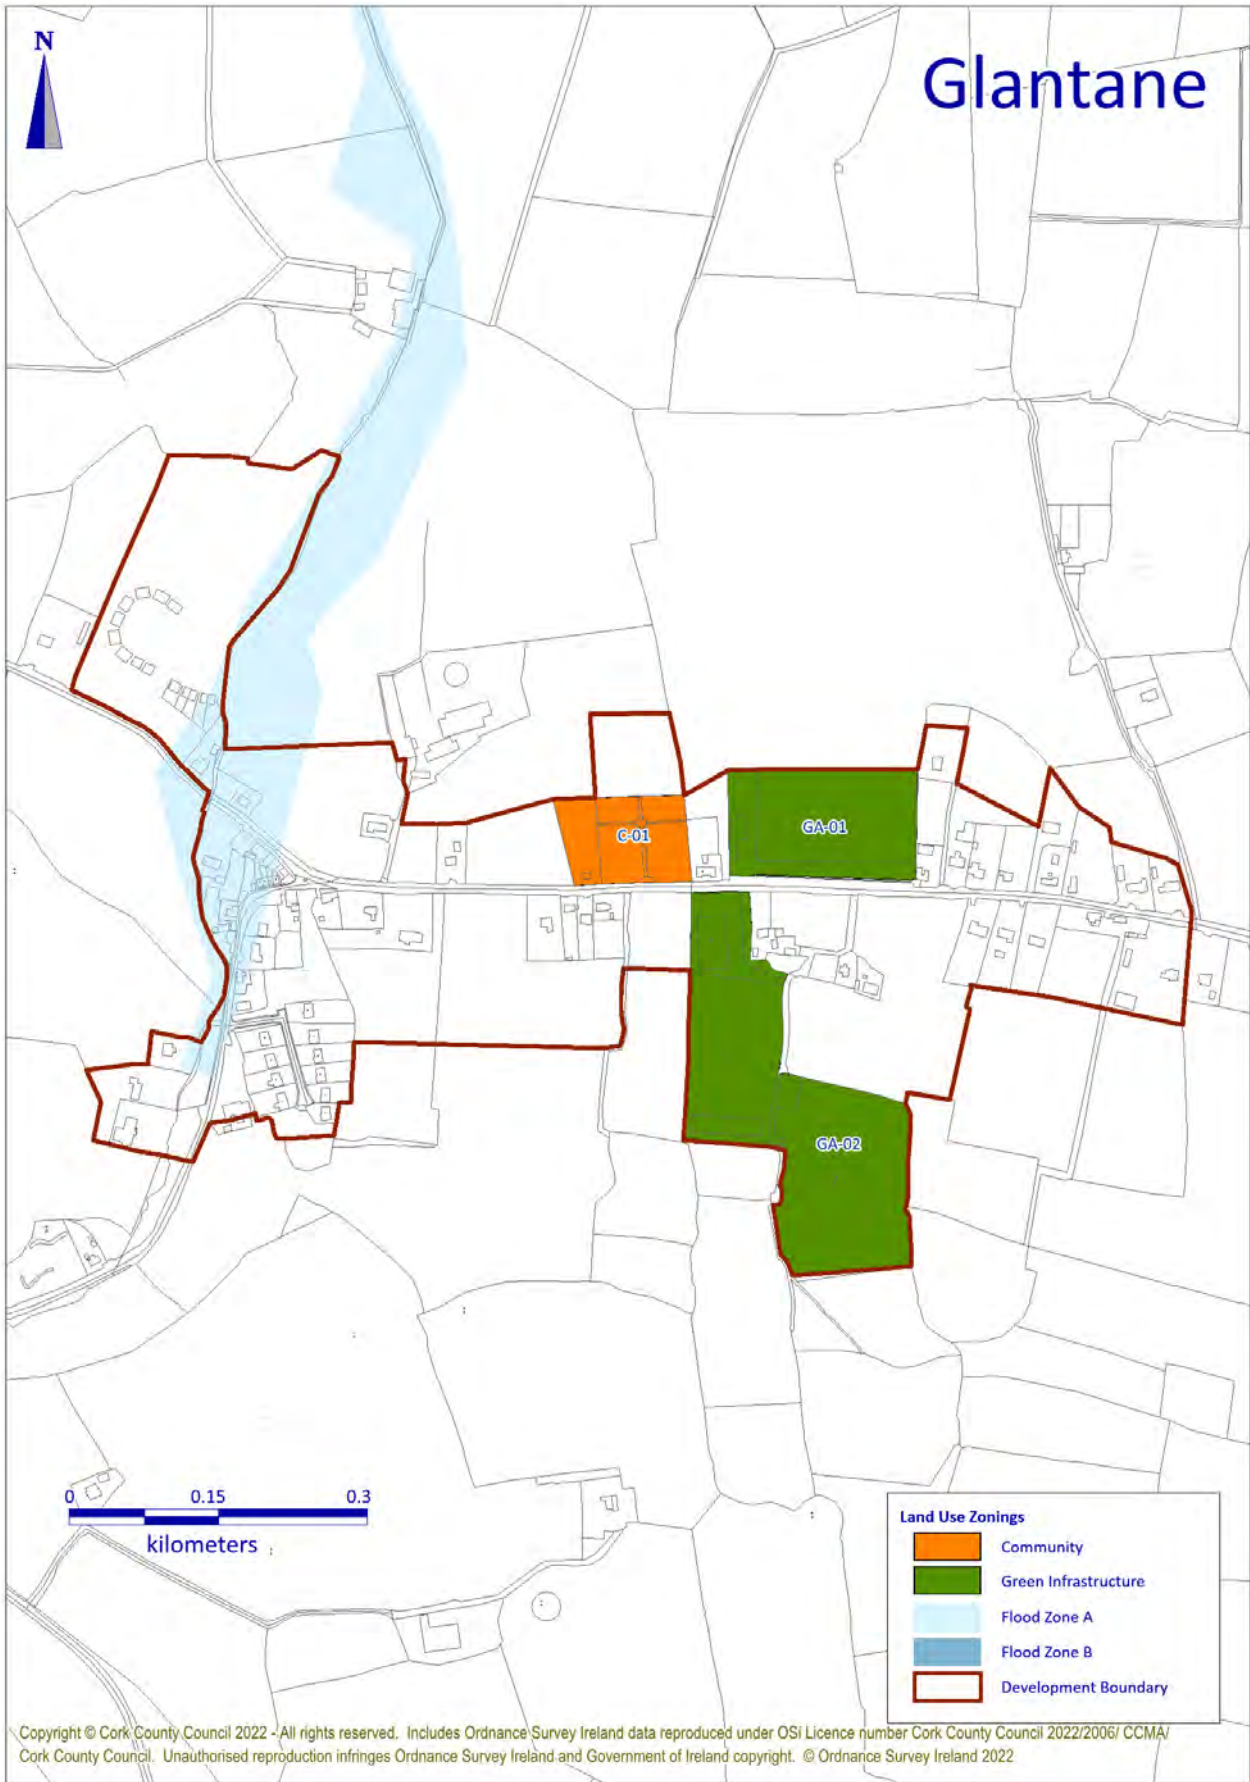 N
Glantane
C-01
GA-01
GA-02
0 0.15 0.3
kilometers
Land Use Zonings
Community
Green Infrastructure
Flood Zone A
Flood Zone B
Development Boundary
Copyright © Cork County Council 2022 - All rights reserved. Includes Ordnance Survey Ireland data reproduced under OSi Licence number Cork County Council 2022/2006/ CCMA/
Cork County Council. Unauthorised reproduction infringes Ordnance Survey Ireland and Government of Ireland copyright. © Ordnance Survey Ireland 2022